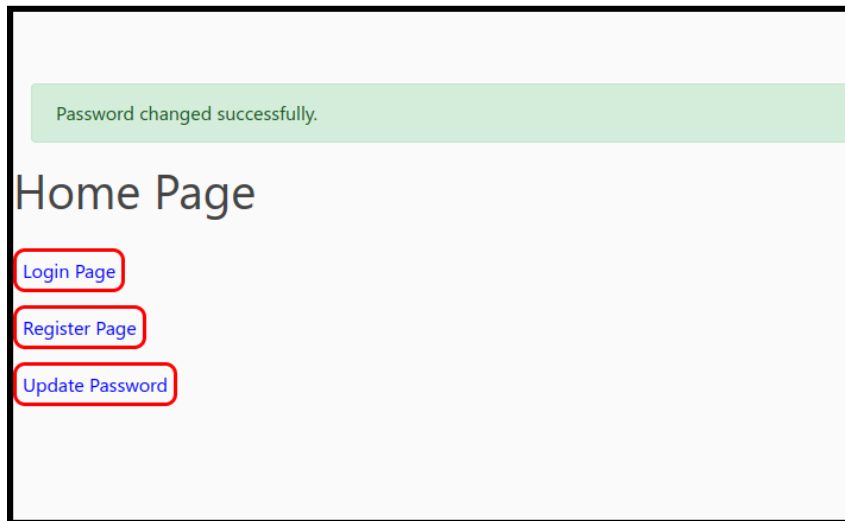 Password changed successfully.
Home Page
Login Page
Register Page
Update Password